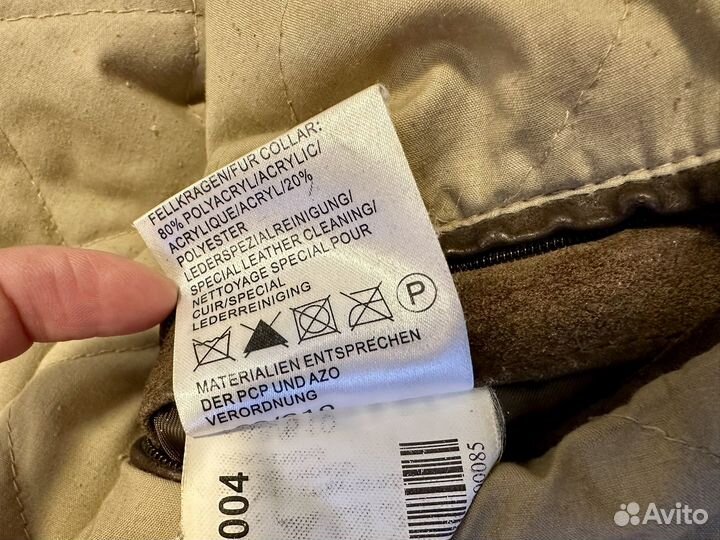 FELLKRAGEN/FUR COLLAR:
80% POLYACRYL/ACRYLIC/
ACRYLIQUE/ACRYL/20%
POLYESTER
LEDERSPEZIALREINIGUNG/
SPECIAL LEATHER CLEANING/
NETTOYAGE SPECIAL POUR
CUIR/SPECIAL
LEDERREINIGING
P
MATERIALIEN ENTSPRECHEN
DER PCP UND AZO
VERORDNUNG
004
00085
Avito